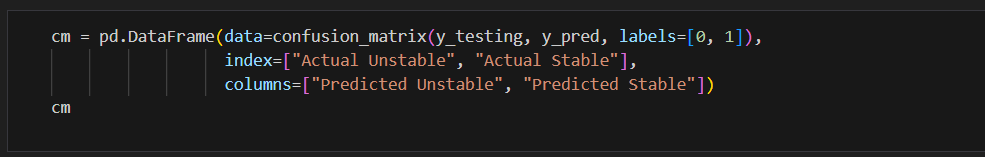 cm = pd.DataFrame(data=confusion_matrix(y_testing, y_pred, labels=[0, 1]),
index=["Actual Unstable", "Actual Stable"],
columns=["Predicted Unstable", "Predicted Stable"])
cm